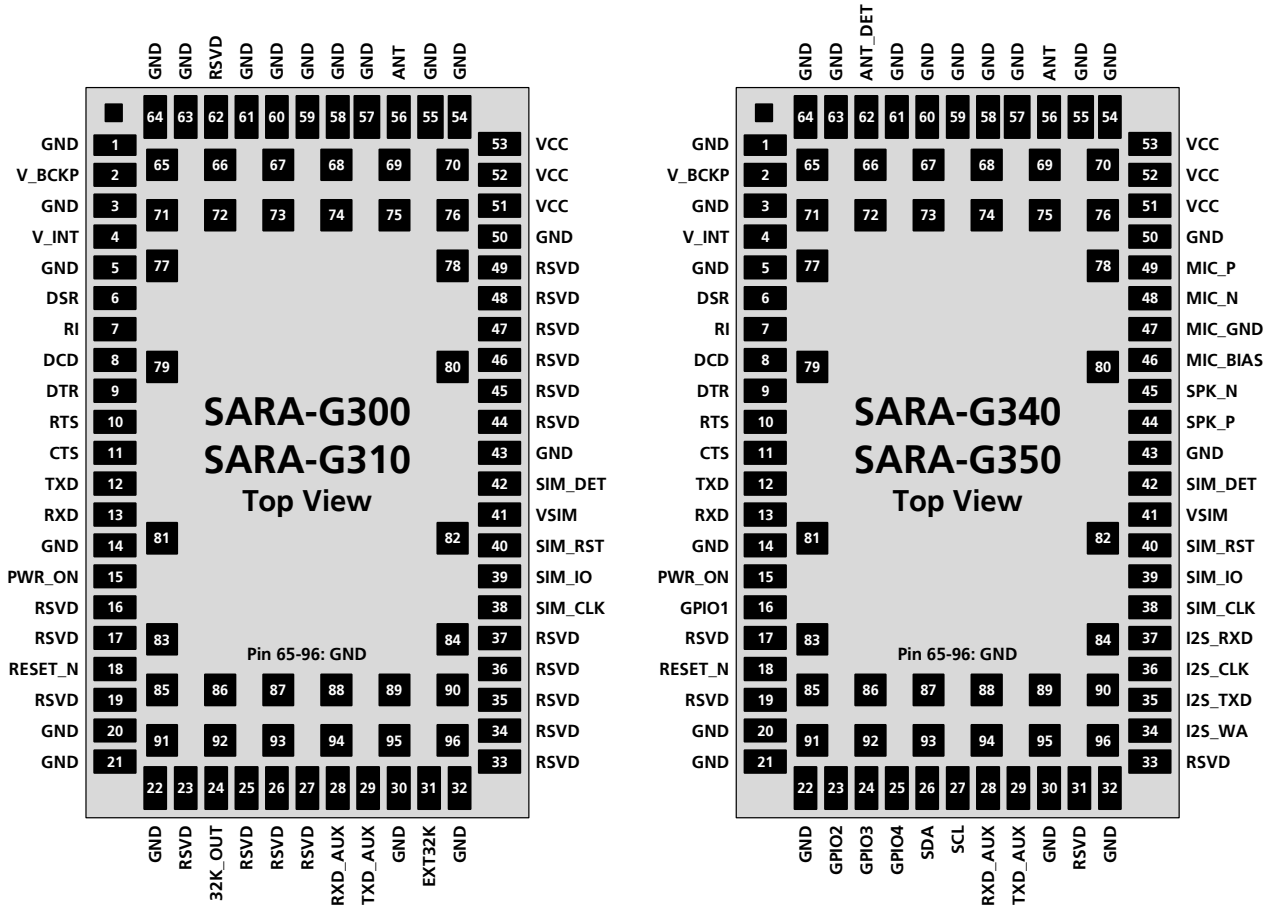 GND GND RSVD GND GND GND GND GND ANT GND GND
64 63 62 61 60 59 58 57 56 55 54
GND 1 53 VCC
65 66 67 68 69 70
V_BCKP 2 52 VCC
GND 3 51 VCC
71 72 73 74 75 76
V_INT 4 50 GND
GND 5 77 78 49 RSVD
DSR 6 48 RSVD
RI 7 47 RSVD
DCD 8 79 80 46 RSVD
DTR 9 45 RSVD
SARA-G300
RTS 10 44 RSVD
CTS 11 43 GND
SARA-G310
TXD 12 42 SIM_DET
Top View
RXD 13 41 VSIM
GND 14 81 82 40 SIM_RST
PWR_ON 15 39 SIM_IO
RSVD 16 38 SIM_CLK
RSVD 17 83 84 37 RSVD
Pin 65-96: GND
RESET_N 18 36 RSVD
85 86 87 88 89 90
RSVD 19 35 RSVD
GND 20 34 RSVD
91 92 93 94 95 96
GND 21 33 RSVD
22 23 24 25 26 27 28 29 30 31 32
GND RSVD 32K_OUT RSVD RSVD RSVD RXD_AUX TXD_AUX GND EXT32K GND
GND GND ANT_DET GND GND GND GND GND ANT GND GND
64 63 62 61 60 59 58 57 56 55 54
GND 1 53 VCC
65 66 67 68 69 70
V_BCKP 2 52 VCC
GND 3 51 VCC
71 72 73 74 75 76
V_INT 4 50 GND
GND 5 77 78 49 MIC_P
DSR 6 48 MIC_N
RI 7 47 MIC_GND
DCD 8 79 80 46 MIC_BIAS
DTR 9 45 SPK_N
SARA-G340
RTS 10 44 SPK_P
CTS 11 43 GND
SARA-G350
TXD 12 42 SIM_DET
Top View
RXD 13 41 VSIM
GND 14 81 82 40 SIM_RST
PWR_ON 15 39 SIM_IO
GPIO1 16 38 SIM_CLK
RSVD 17 83 84 37 I2S_RXD
Pin 65-96: GND
RESET_N 18 36 I2S_CLK
85 86 87 88 89 90
RSVD 19 35 I2S_TXD
GND 20 34 I2S_WA
91 92 93 94 95 96
GND 21 33 RSVD
22 23 24 25 26 27 28 29 30 31 32
GND GPIO2 GPIO3 GPIO4 SDA SCL RXD_AUX TXD_AUX GND RSVD GND